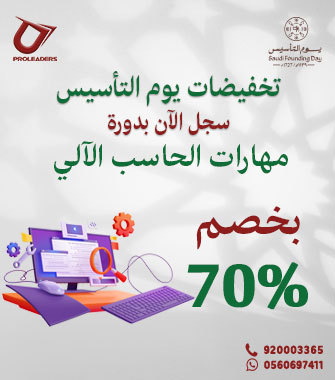 PROLEADERS
يوم التأسيس
Saudi Founding Day
تخفيضات يوم التأسيس
سجل الآن بدورة
مهارات الحاسب الآلي
بخصم
70%
920003365
0560697411